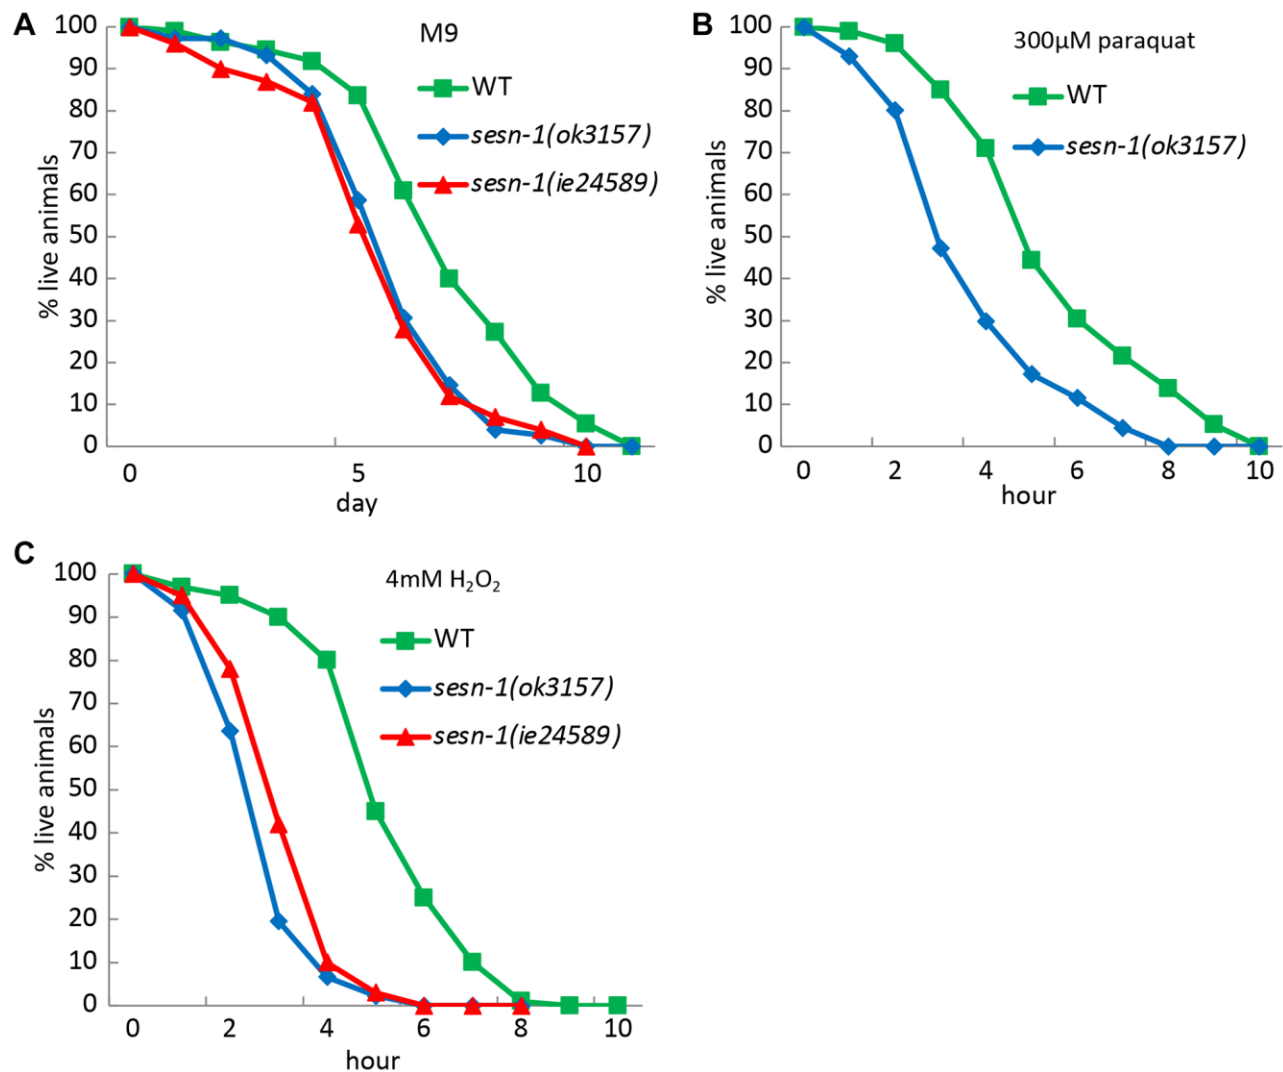 A
M9
WT
sesn-1(ok3157)
sesn-1(ie24589)
% live animals
100
90
80
70
60
50
40
30
20
10
0
0 5 10
day
B
300µM paraquat
WT
sesn-1(ok3157)
% live animals
100
90
80
70
60
50
40
30
20
10
0
0 2 4 6 8 10
hour
C
4mM H₂O₂
WT
sesn-1(ok3157)
sesn-1(ie24589)
% live animals
100
90
80
70
60
50
40
30
20
10
0
0 2 4 6 8 10
hour